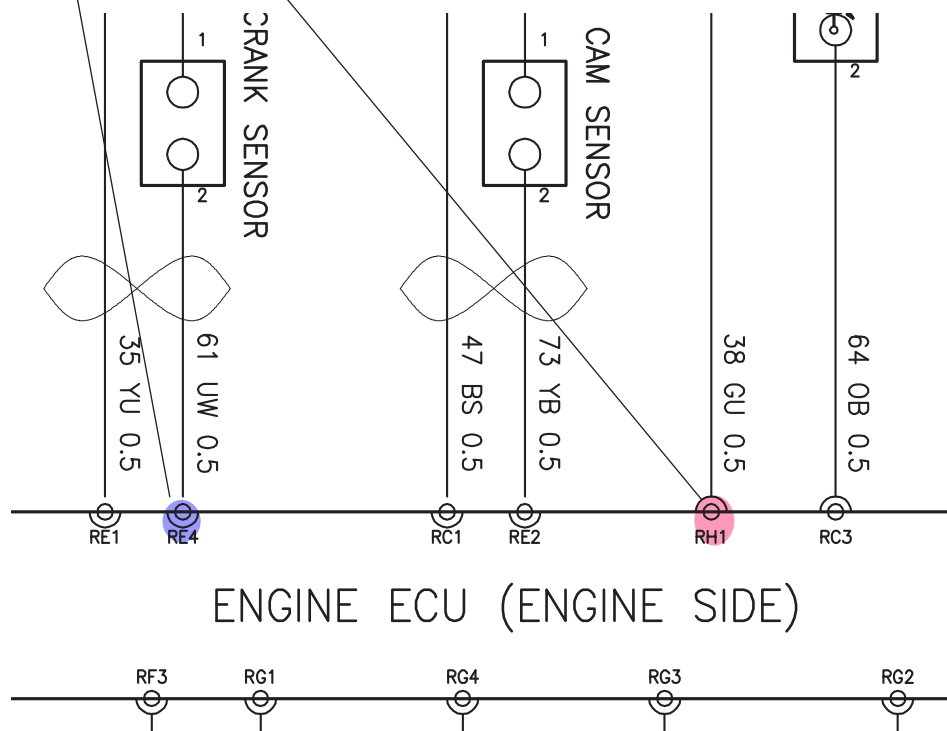 1
CRANK SENSOR
1
CAM SENSOR
2
2
2
35 YU 0.5
61 UW 0.5
47 BS 0.5
73 YB 0.5
38 GU 0.5
64 OB 0.5
RE1
RE4
RC1
RE2
RH1
RC3
ENGINE ECU (ENGINE SIDE)
RF3
RG1
RG4
RG3
RG2